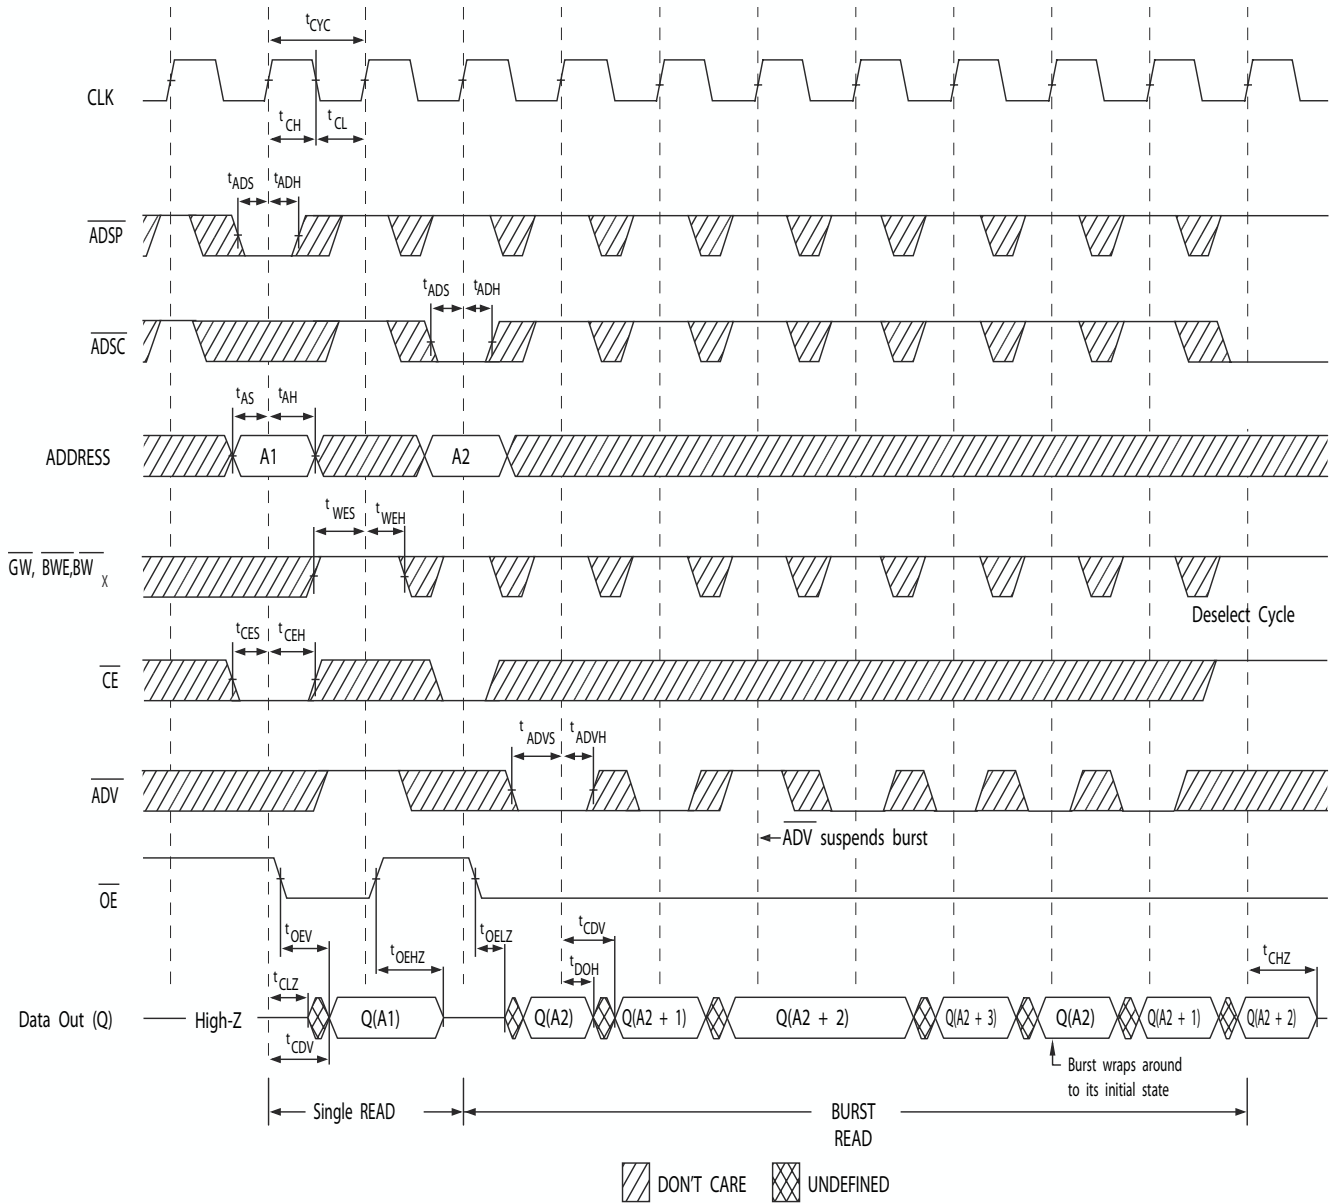 tCYC
CLK
tCH
tCL
tADS
tADH
ADSP
tADS
tADH
ADSC
tAS
tAH
ADDRESS
A1
A2
tWES
tWEH
GW, BWE,BWX
Deselect Cycle
tCES
tCEH
CE
tADVS
tADVH
ADV
ADV suspends burst
OE
tOEV
tOEHZ
tOELZ
tCDV
tDOH
tCHZ
tCLZ
Data Out (Q)
High-Z
Q(A1)
Q(A2)
Q(A2 + 1)
Q(A2 + 2)
Q(A2 + 3)
Q(A2)
Q(A2 + 1)
Q(A2 + 2)
tCDV
Burst wraps around
to its initial state
Single READ
BURST
READ
DON'T CARE
UNDEFINED